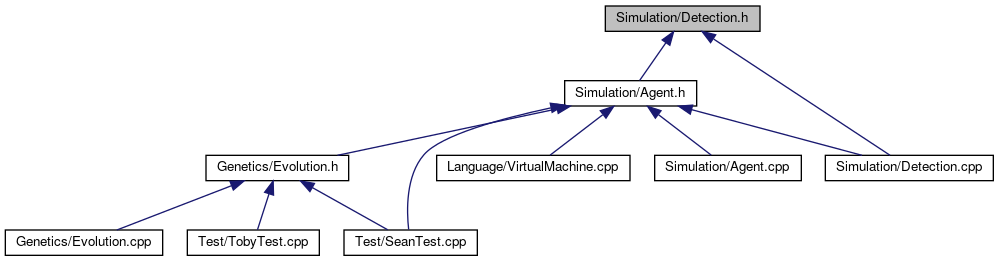 Simulation/Detection.h
Simulation/Agent.h
Genetics/Evolution.h
Language/VirtualMachine.cpp
Simulation/Agent.cpp
Simulation/Detection.cpp
Genetics/Evolution.cpp
Test/TobyTest.cpp
Test/SeanTest.cpp